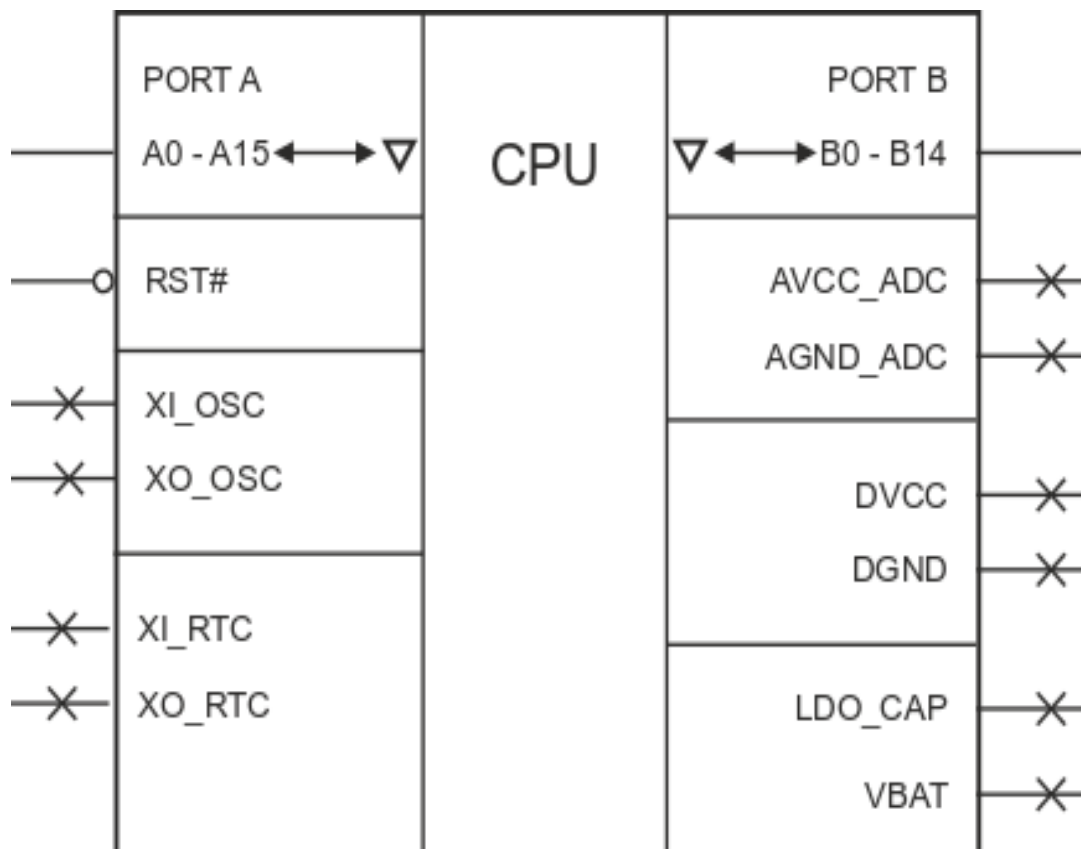 PORT A
A0 - A15
RST#
XI_OSC
XO_OSC
XI_RTC
XO_RTC
CPU
PORT B
B0 - B14
AVCC_ADC
AGND_ADC
DVCC
DGND
LDO_CAP
VBAT